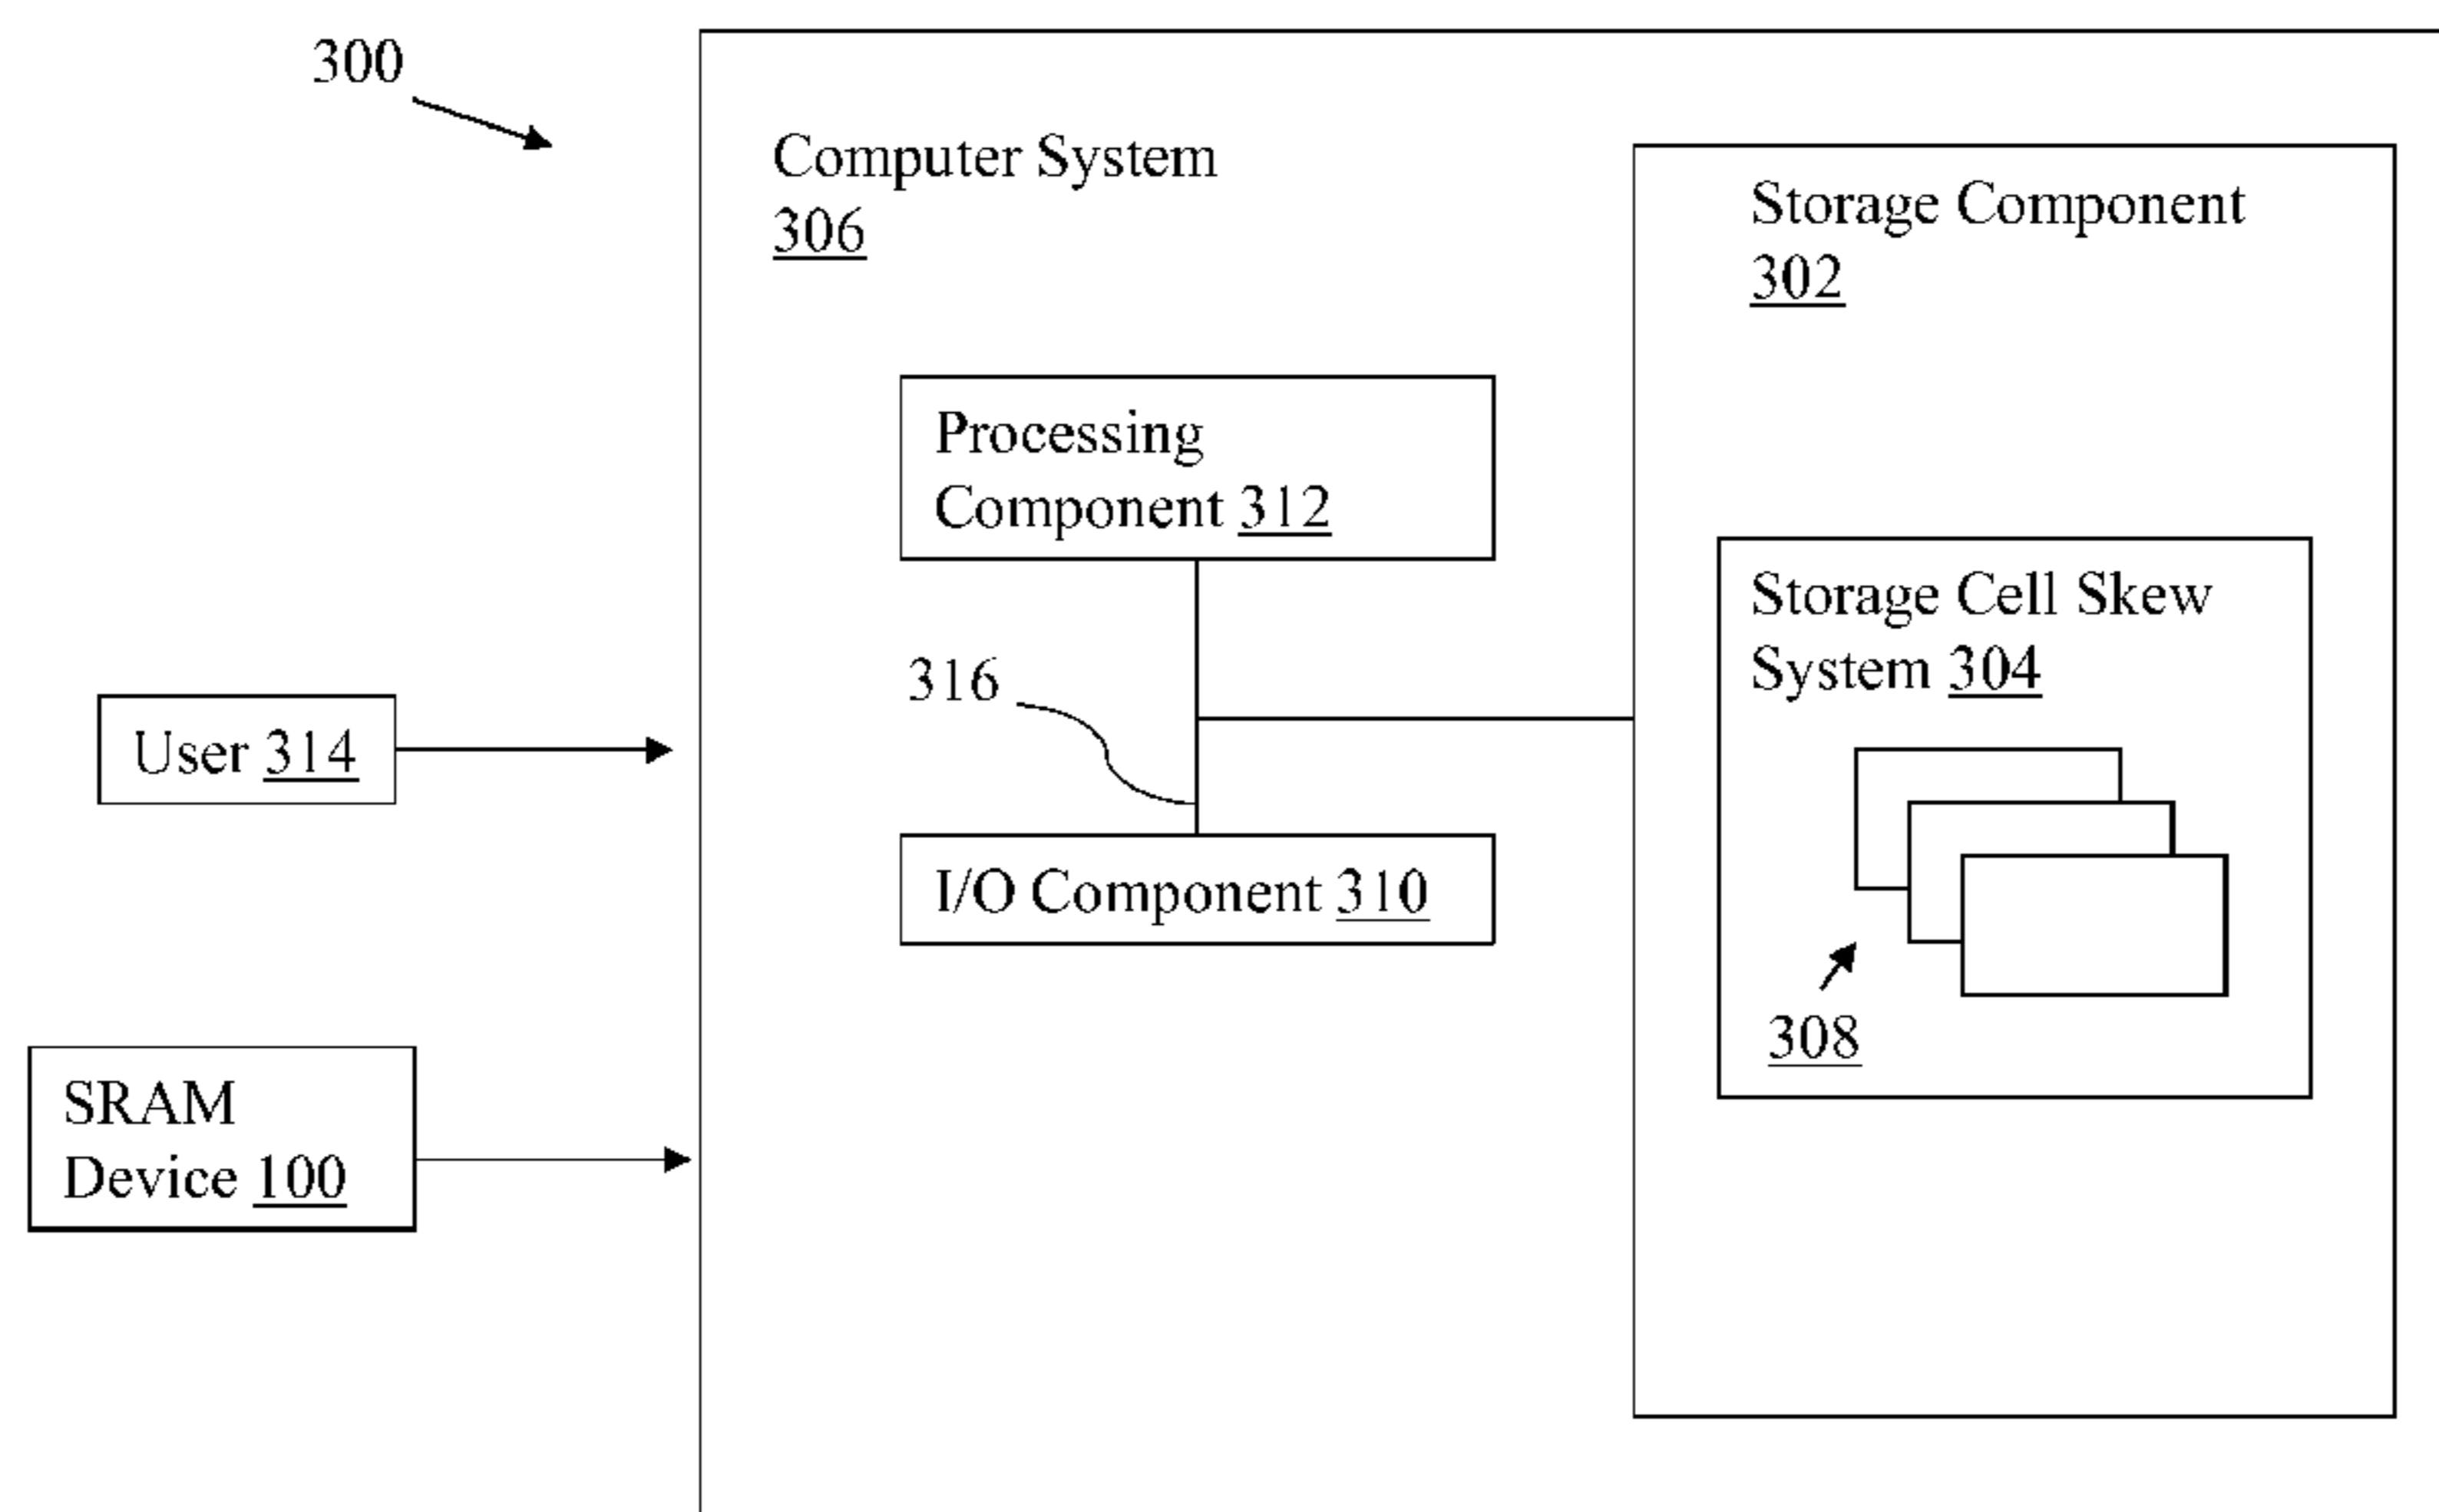 300
Computer System
306
Storage Component
302
Processing
Component 312
Storage Cell Skew
System 304
316
User 314
I/O Component 310
308
SRAM
Device 100